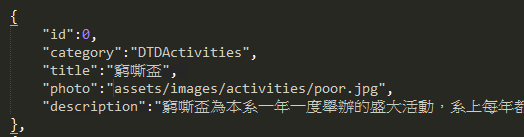 {
"id":0,
"category":"DTDActivities",
"title":"窮嘶盃",
"photo":"assets/images/activities/poor.jpg",
"description":"窮嘶盃為本系一年一度舉辦的盛大活動，系上每年都
},